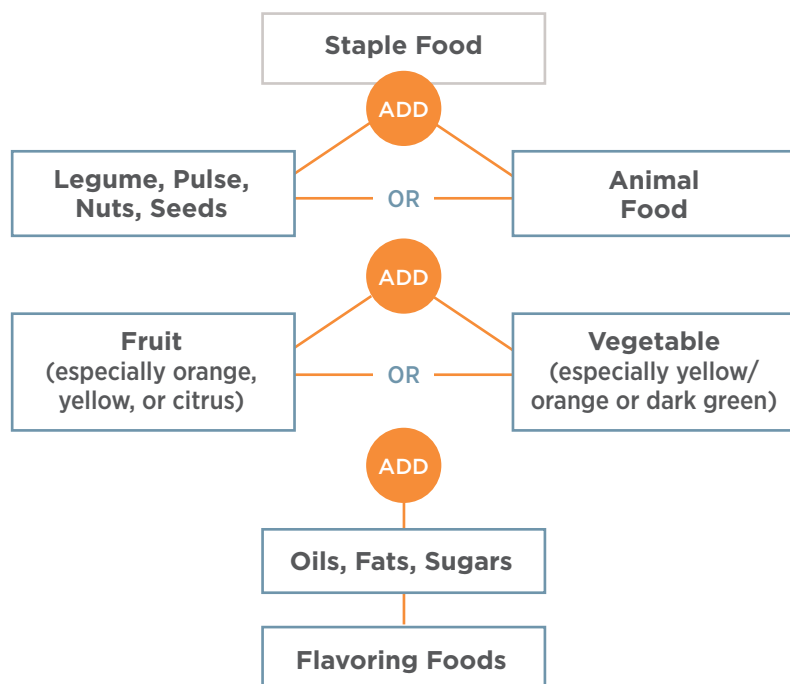 Staple Food
ADD
Legume, Pulse,
Nuts, Seeds
OR
Animal
Food
ADD
Fruit
(especially orange,
yellow, or citrus)
OR
Vegetable
(especially yellow/
orange or dark green)
ADD
Oils, Fats, Sugars
Flavoring Foods